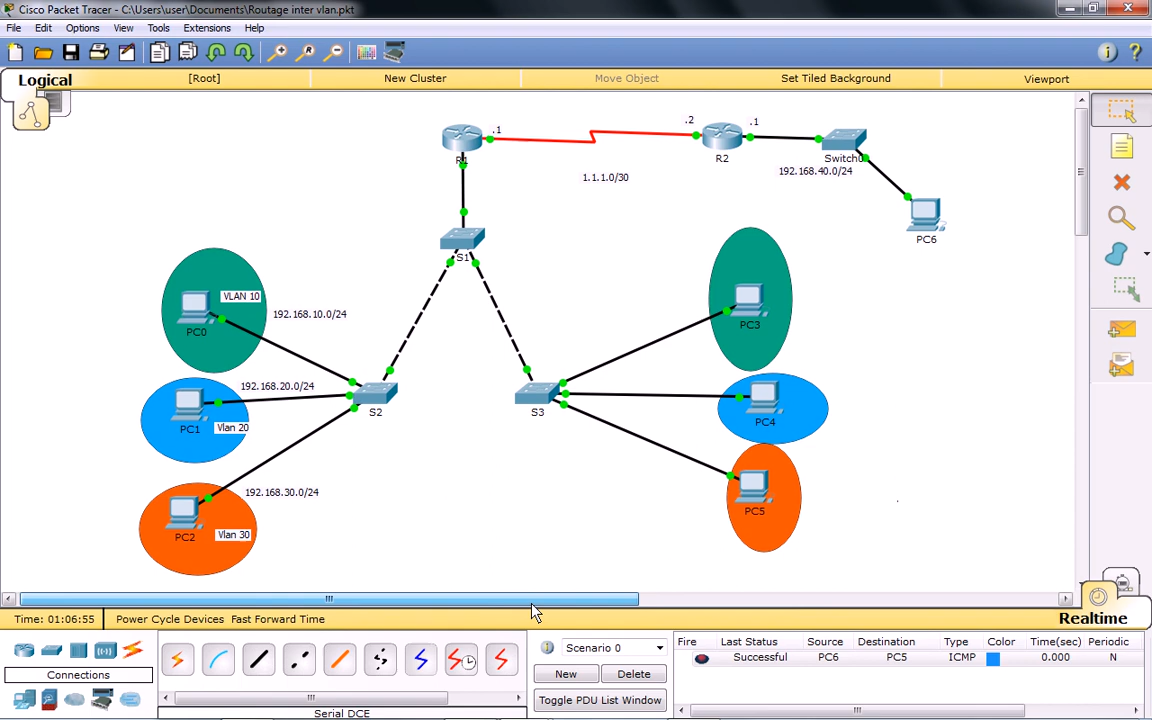 Cisco Packet Tracer - C:\Users\user\Documents\Routage inter vlan.pkt
File Edit Options View Tools Extensions Help
Logical [Root] New Cluster Move Object Set Tiled Background Viewport
.1
.2
.1
R1
R2
Switch0
1.1.1.0/30
192.168.40.0/24
PC6
S1
VLAN 10
192.168.10.0/24
PC0
PC3
192.168.20.0/24
PC1
Vlan 20
S2
S3
PC4
192.168.30.0/24
PC2
Vlan 30
PC5
Time: 01:06:55 Power Cycle Devices Fast Forward Time
Realtime
Connections
Serial DCE
Scenario 0
New
Delete
Toggle PDU List Window
Fire Last Status Source Destination Type Color Time(sec) Periodic
Successful PC6 PC5 ICMP 0.000 N